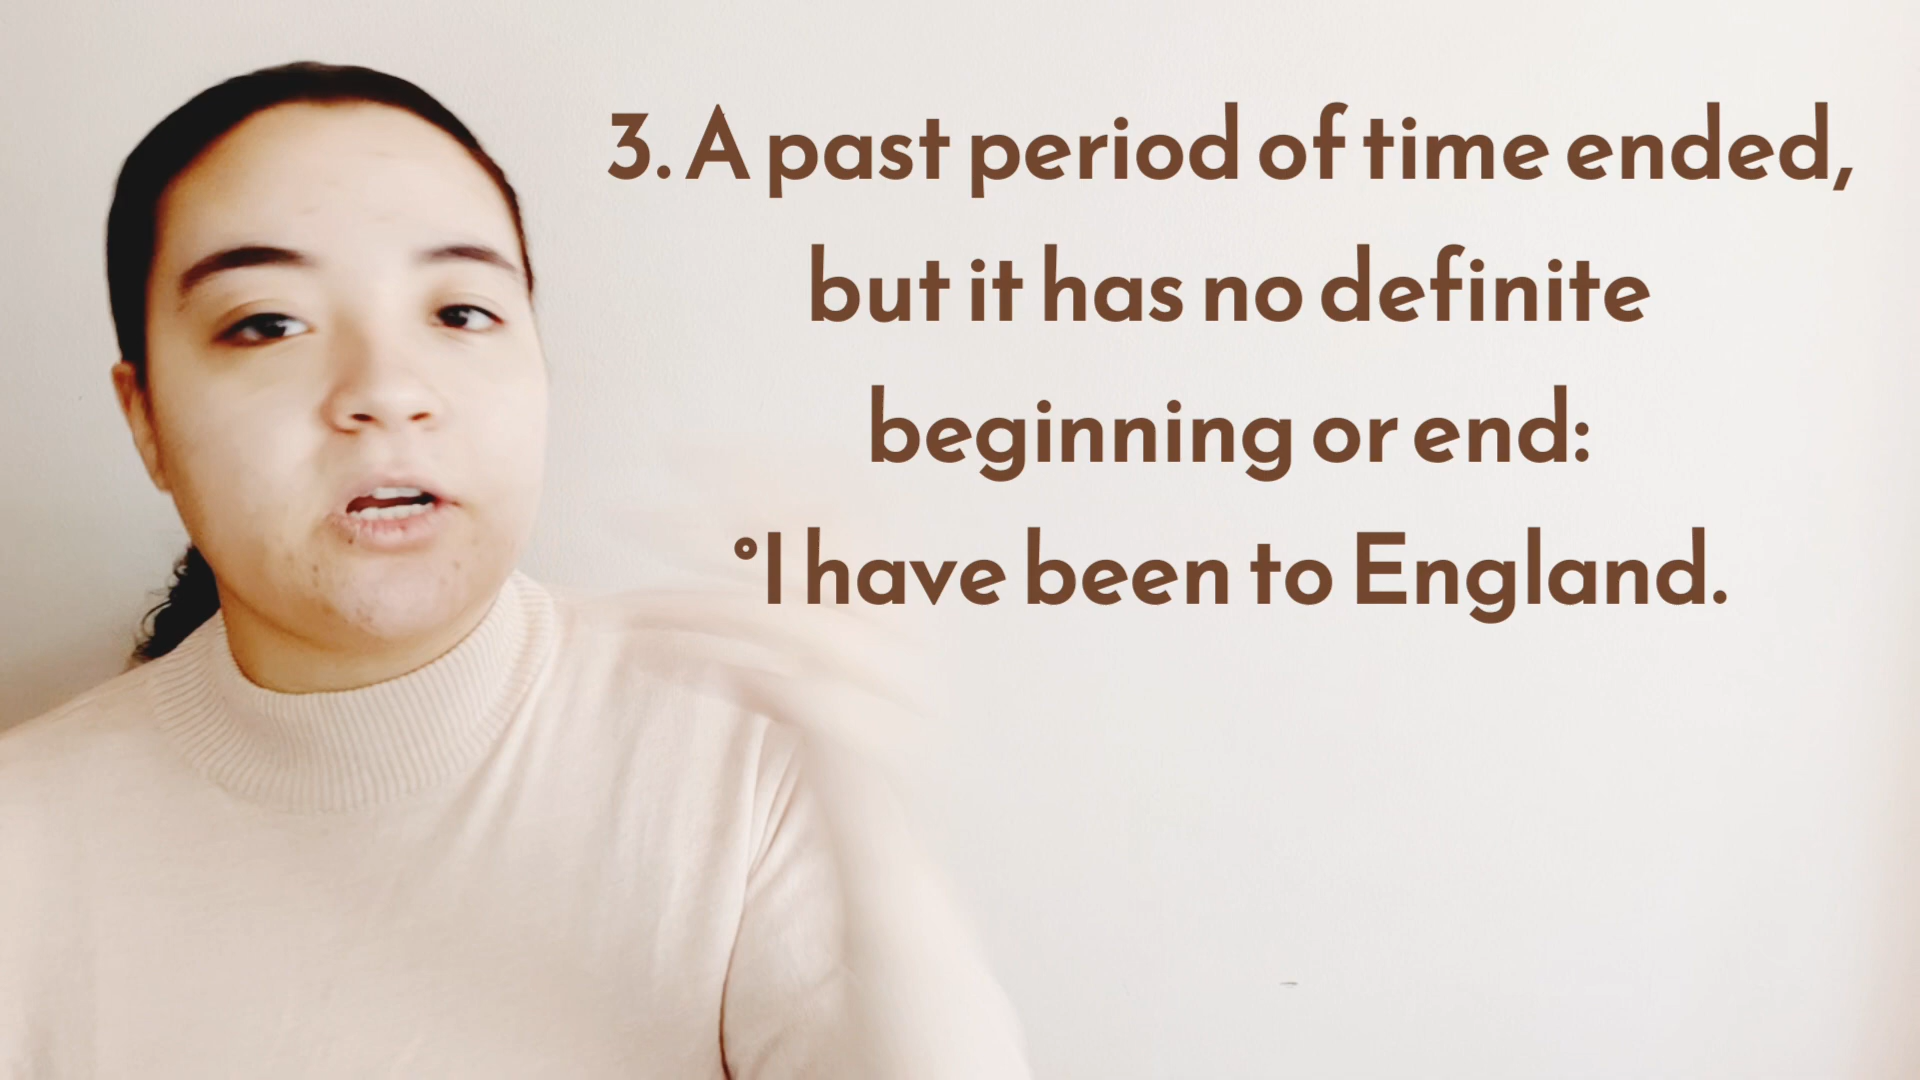 3. A past period of time ended,
but it has no definite
beginning or end:
°I have been to England.